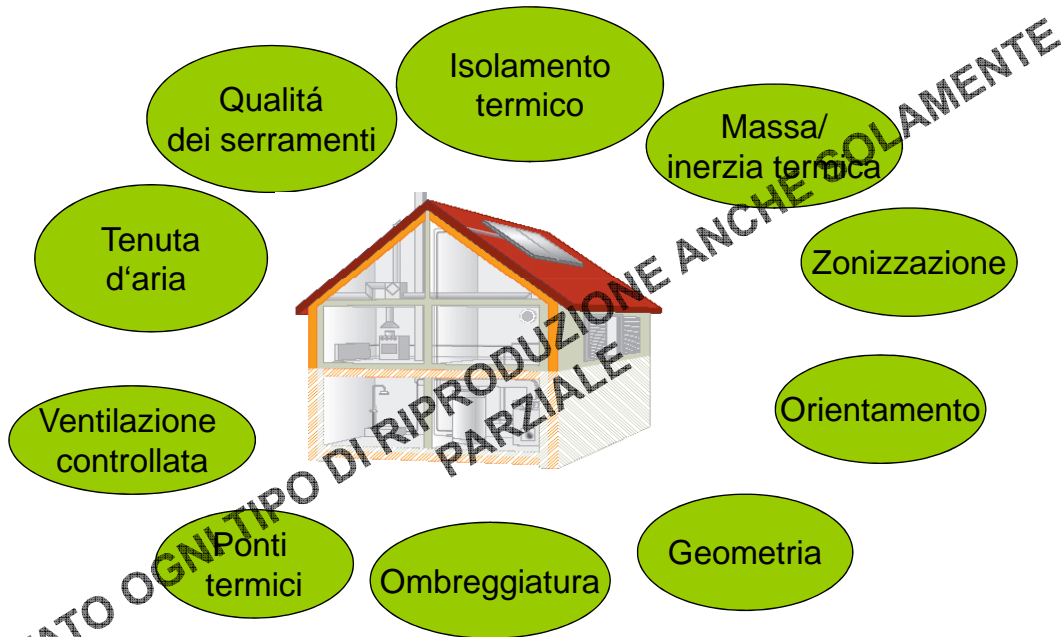 Isolamento
termico
Qualitá
dei serramenti
Massa/
inerzia termica
Tenuta
d‘aria
Zonizzazione
Ventilazione
controllata
Orientamento
Ponti
termici
Ombreggiatura
Geometria
OGNI TIPO DI RIPRODUZIONE ANCHE SOLAMENTE
PARZIALE